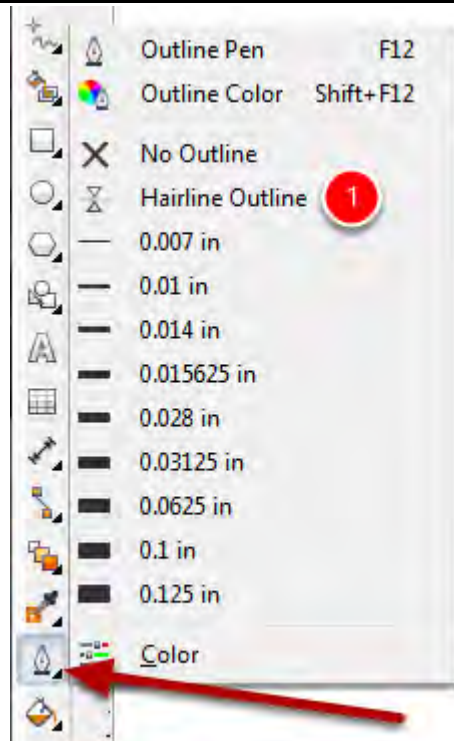 Outline Pen F12
Outline Color Shift+F12
No Outline
Hairline Outline 1
0.007 in
0.01 in
0.014 in
0.015625 in
0.028 in
0.03125 in
0.0625 in
0.1 in
0.125 in
Color